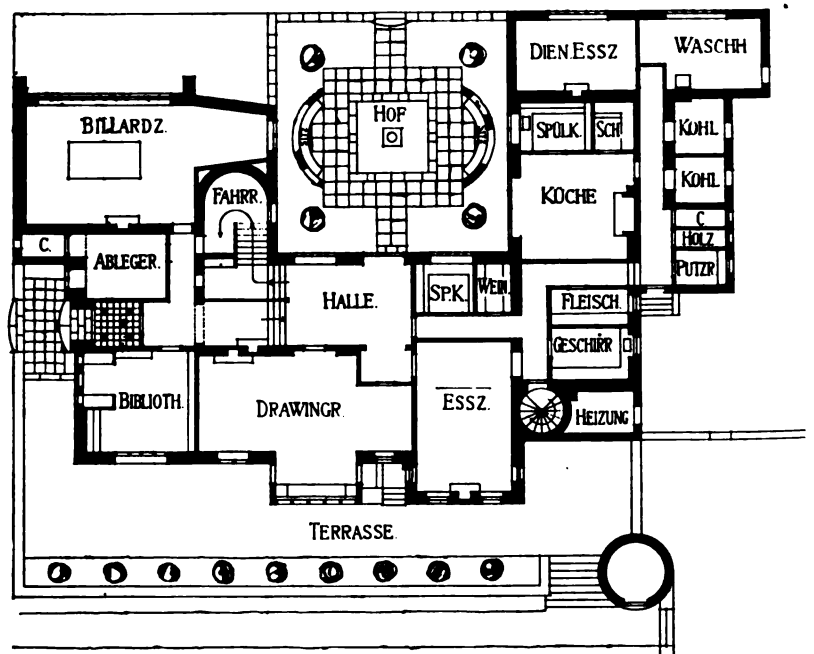 DIEN. ESSZ
WASCHH
BILLARDZ.
HOF
SPÜLK.
SCH
KOHL
KÜCHE
KOHL
FAHRR.
C
HOLZ
C.
ABLEGER.
PUTZR.
HALLE.
SP.K.
WEIN
FLEISCH.
GESCHIRR
BIBLIOTH.
DRAWINGR.
ESSZ.
HEIZUNG
TERRASSE.